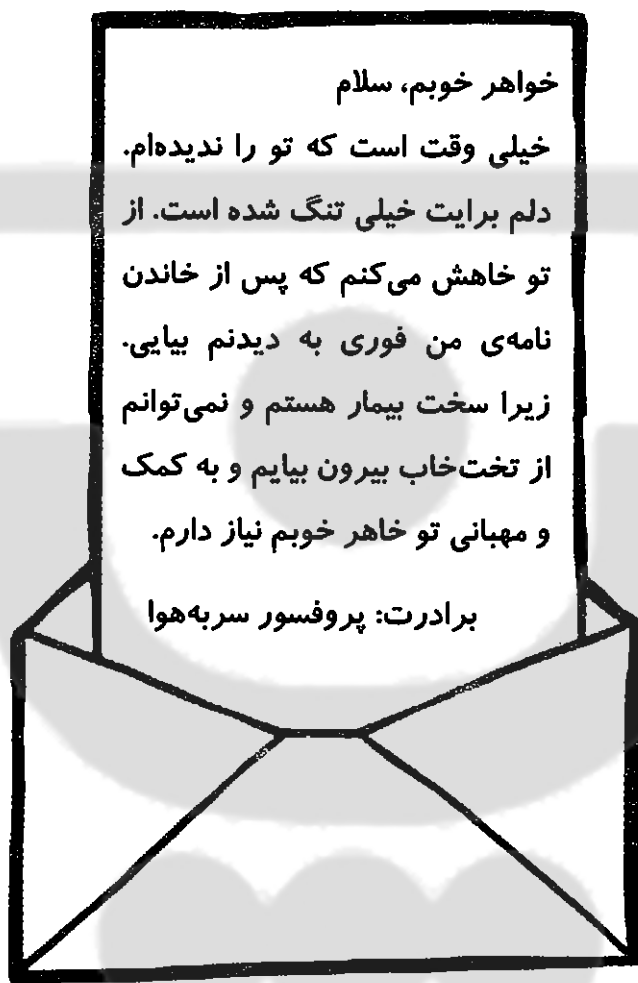 خواهر خوبم، سلام
خیلی وقت است که تو را ندیده‌ام.
دلم برایت خیلی تنگ شده است. از
تو خاهش می‌کنم که پس از خاندن
نامه‌ی من فوری به دیدنم بیایی.
زیرا سخت بیمار هستم و نمی‌توانم
از تخت‌خاب بیرون بیایم و به کمک
و مهبانی تو خاهر خوبم نیاز دارم.
برادرت: پروفسور سربه‌هوا